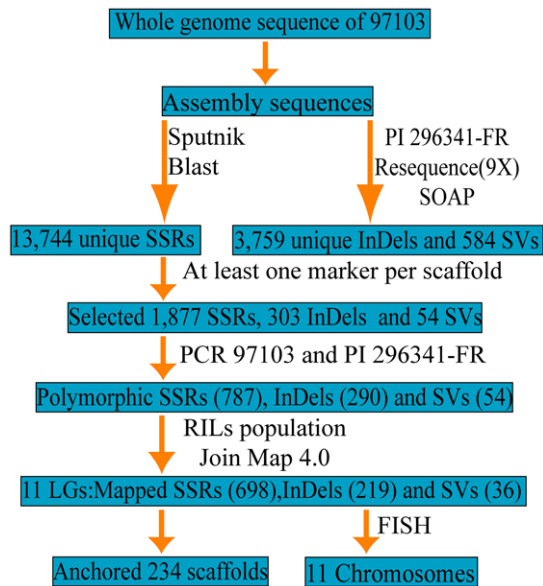 Whole genome sequence of 97103
Assembly sequences
Sputnik
Blast
PI 296341-FR
Resequence(9X)
SOAP
13,744 unique SSRs
3,759 unique InDels and 584 SVs
At least one marker per scaffold
Selected 1,877 SSRs, 303 InDels and 54 SVs
PCR 97103 and PI 296341-FR
Polymorphic SSRs (787), InDels (290) and SVs (54)
RILs population
Join Map 4.0
11 LGs:Mapped SSRs (698),InDels (219) and SVs (36)
FISH
Anchored 234 scaffolds
11 Chromosomes